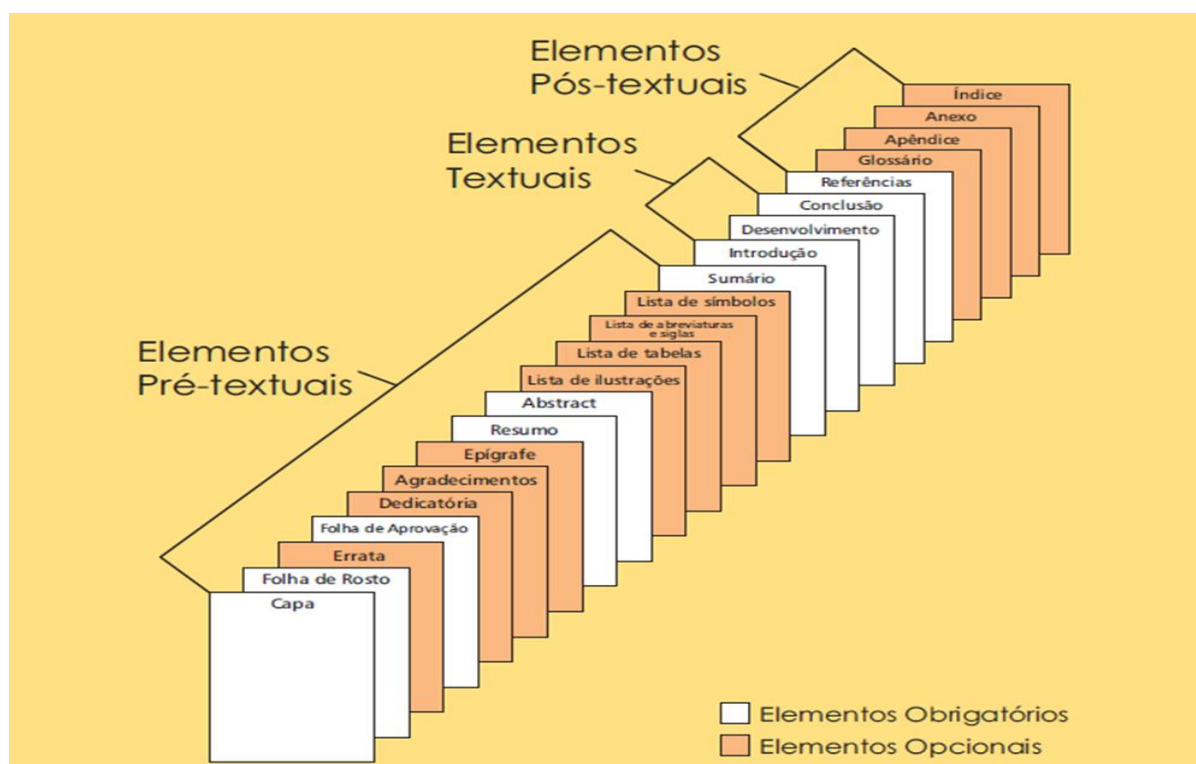 Elementos
Pós-textuais
Índice
Anexo
Apêndice
Glossário
Referências
Elementos
Textuais
Conclusão
Desenvolvimento
Introdução
Sumário
Lista de símbolos
Lista de abreviaturas
e siglas
Lista de tabelas
Lista de ilustrações
Elementos
Pré-textuais
Abstract
Resumo
Epígrafe
Agradecimentos
Dedicatória
Folha de Aprovação
Errata
Folha de Rosto
Capa
Elementos Obrigatórios
Elementos Opcionais